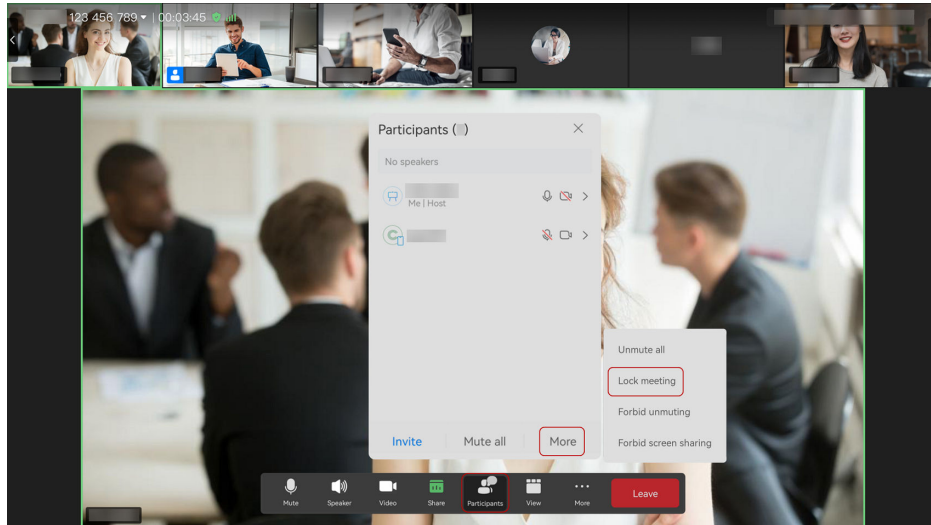 123 456 789 | 00:03:45
Participants ( )
No speakers
Me | Host
Unmute all
Lock meeting
Forbid unmuting
Forbid screen sharing
Invite
Mute all
More
Mute
Speaker
Video
Share
Participants
View
More
Leave